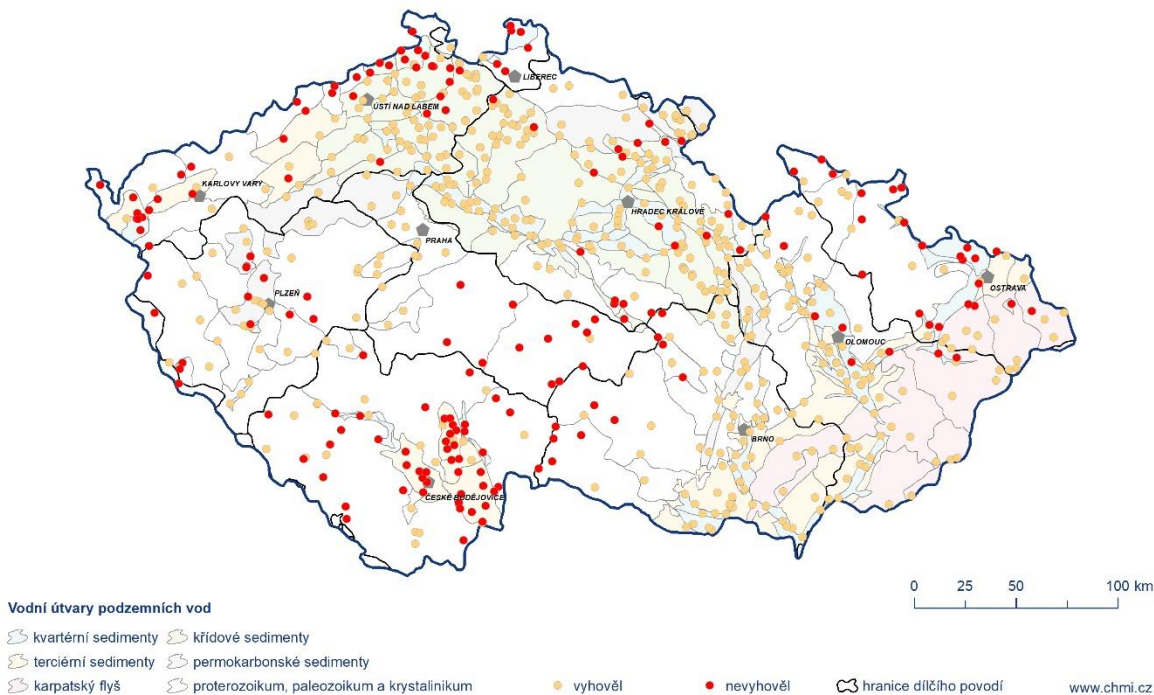 LIBEREC
ÚSTÍ NAD LABEM
KARLOVY VARY
HRADEC KRÁLOVÉ
PRAHA
OSTRAVA
PLZEŇ
OLOMOUC
BRNO
ČESKÉ BUDĚJOVICE
0 25 50 100 km
Vodní útvary podzemních vod
kvartérní sedimenty křídové sedimenty
terciérní sedimenty permokarbonské sedimenty
karpatský flyš proterozoikum, paleozoikum a krystalinikum vyhověl nevyhověl hranice dílčího povodí www.chmi.cz